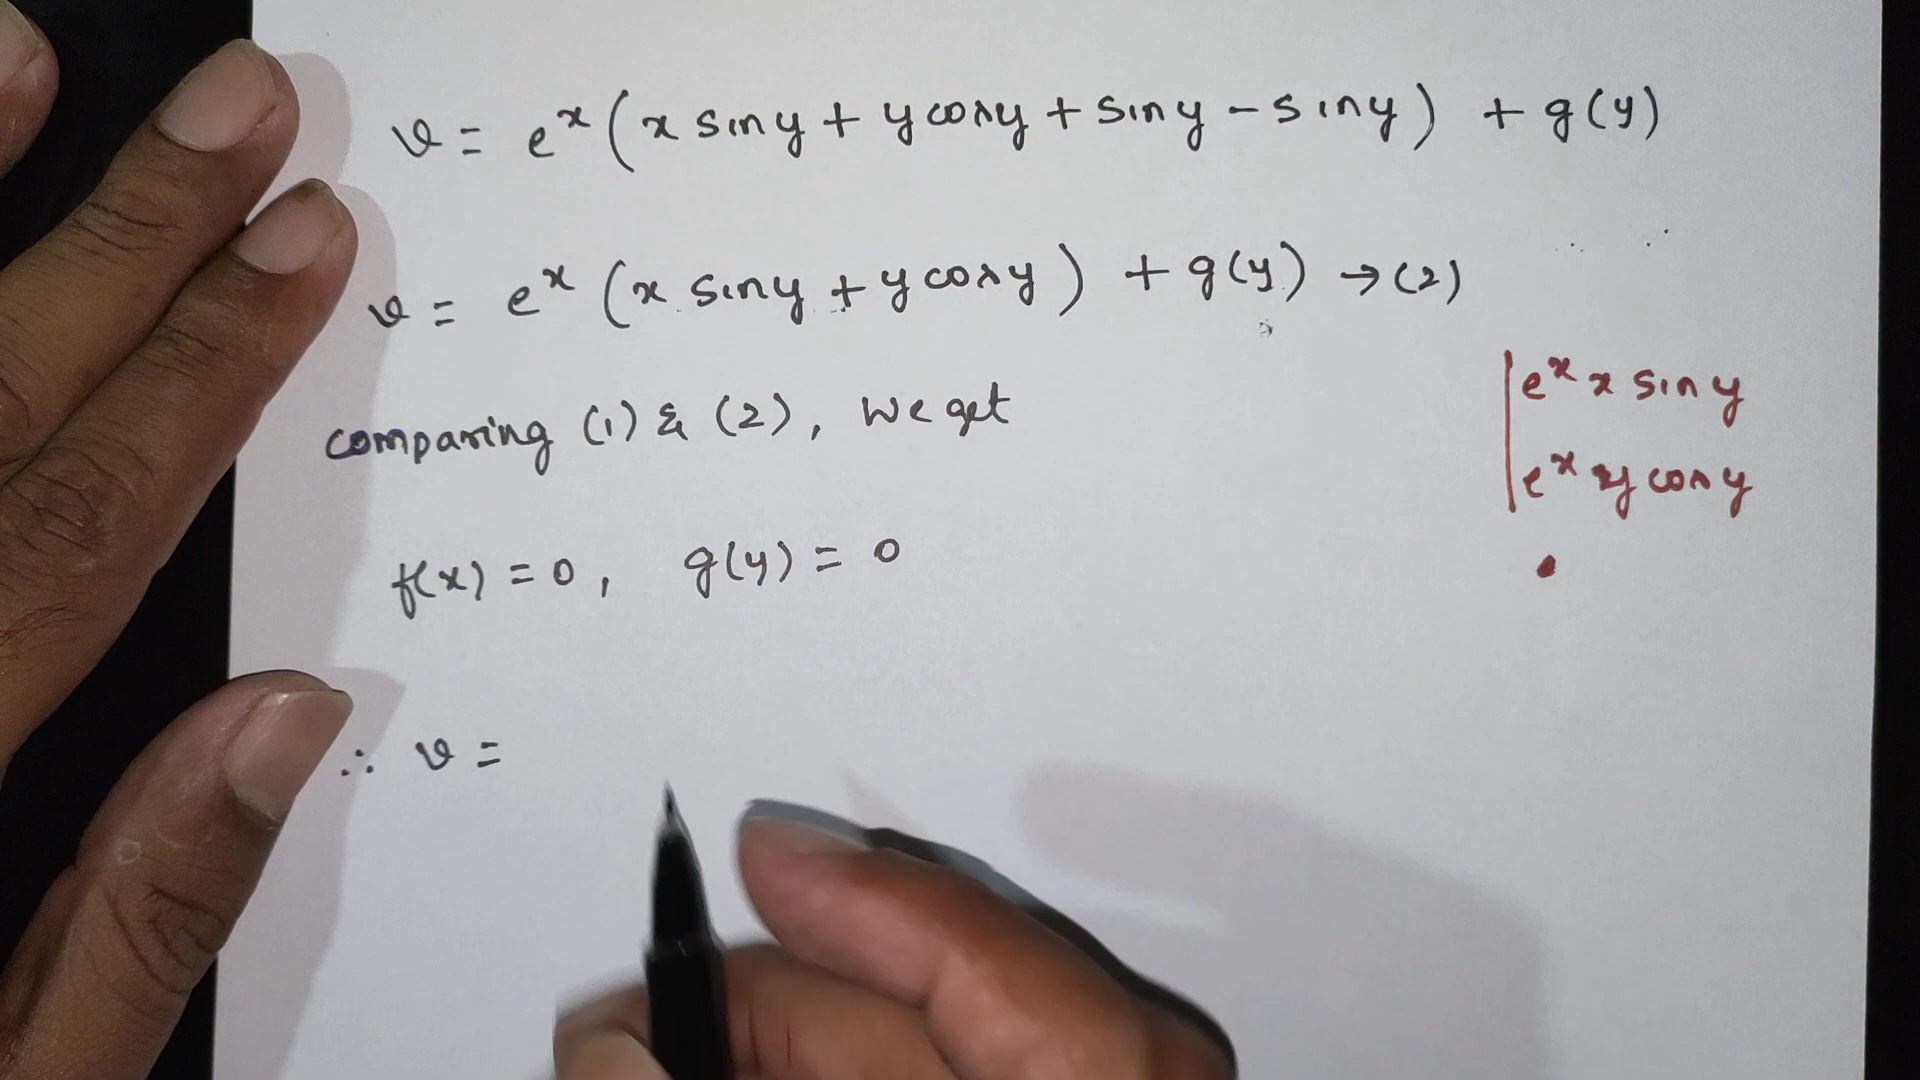 v = e^x (x sin y + y cos y + sin y - sin y) + g(y)
v = e^x (x sin y + y cos y) + g(y) → (2)
comparing (1) & (2), we get
f(x) = 0, g(y) = 0
∴ v =
e^x x sin y
e^x y cos y